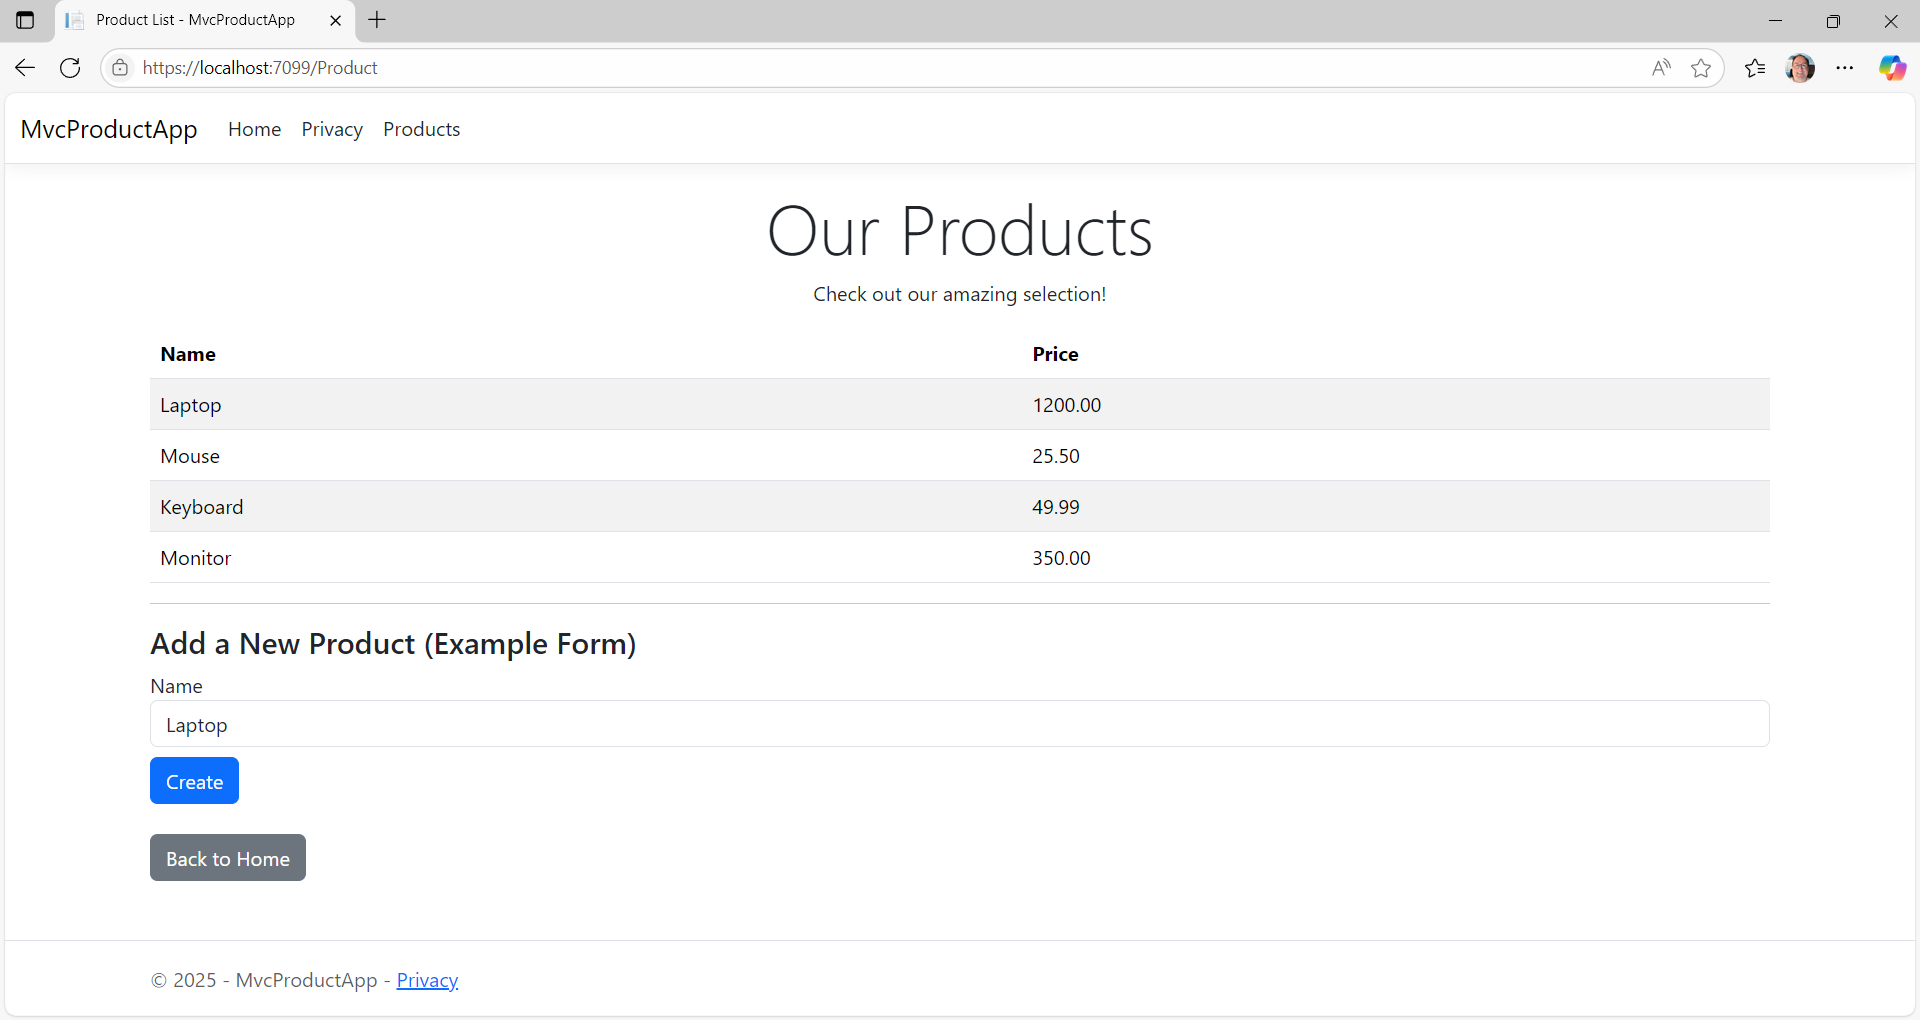 Product List - MvcProductApp
https://localhost:7099/Product
MvcProductApp Home Privacy Products
Our Products
Check out our amazing selection!
Name Price
Laptop 1200.00
Mouse 25.50
Keyboard 49.99
Monitor 350.00
Add a New Product (Example Form)
Name
Laptop
Create
Back to Home
© 2025 - MvcProductApp - Privacy